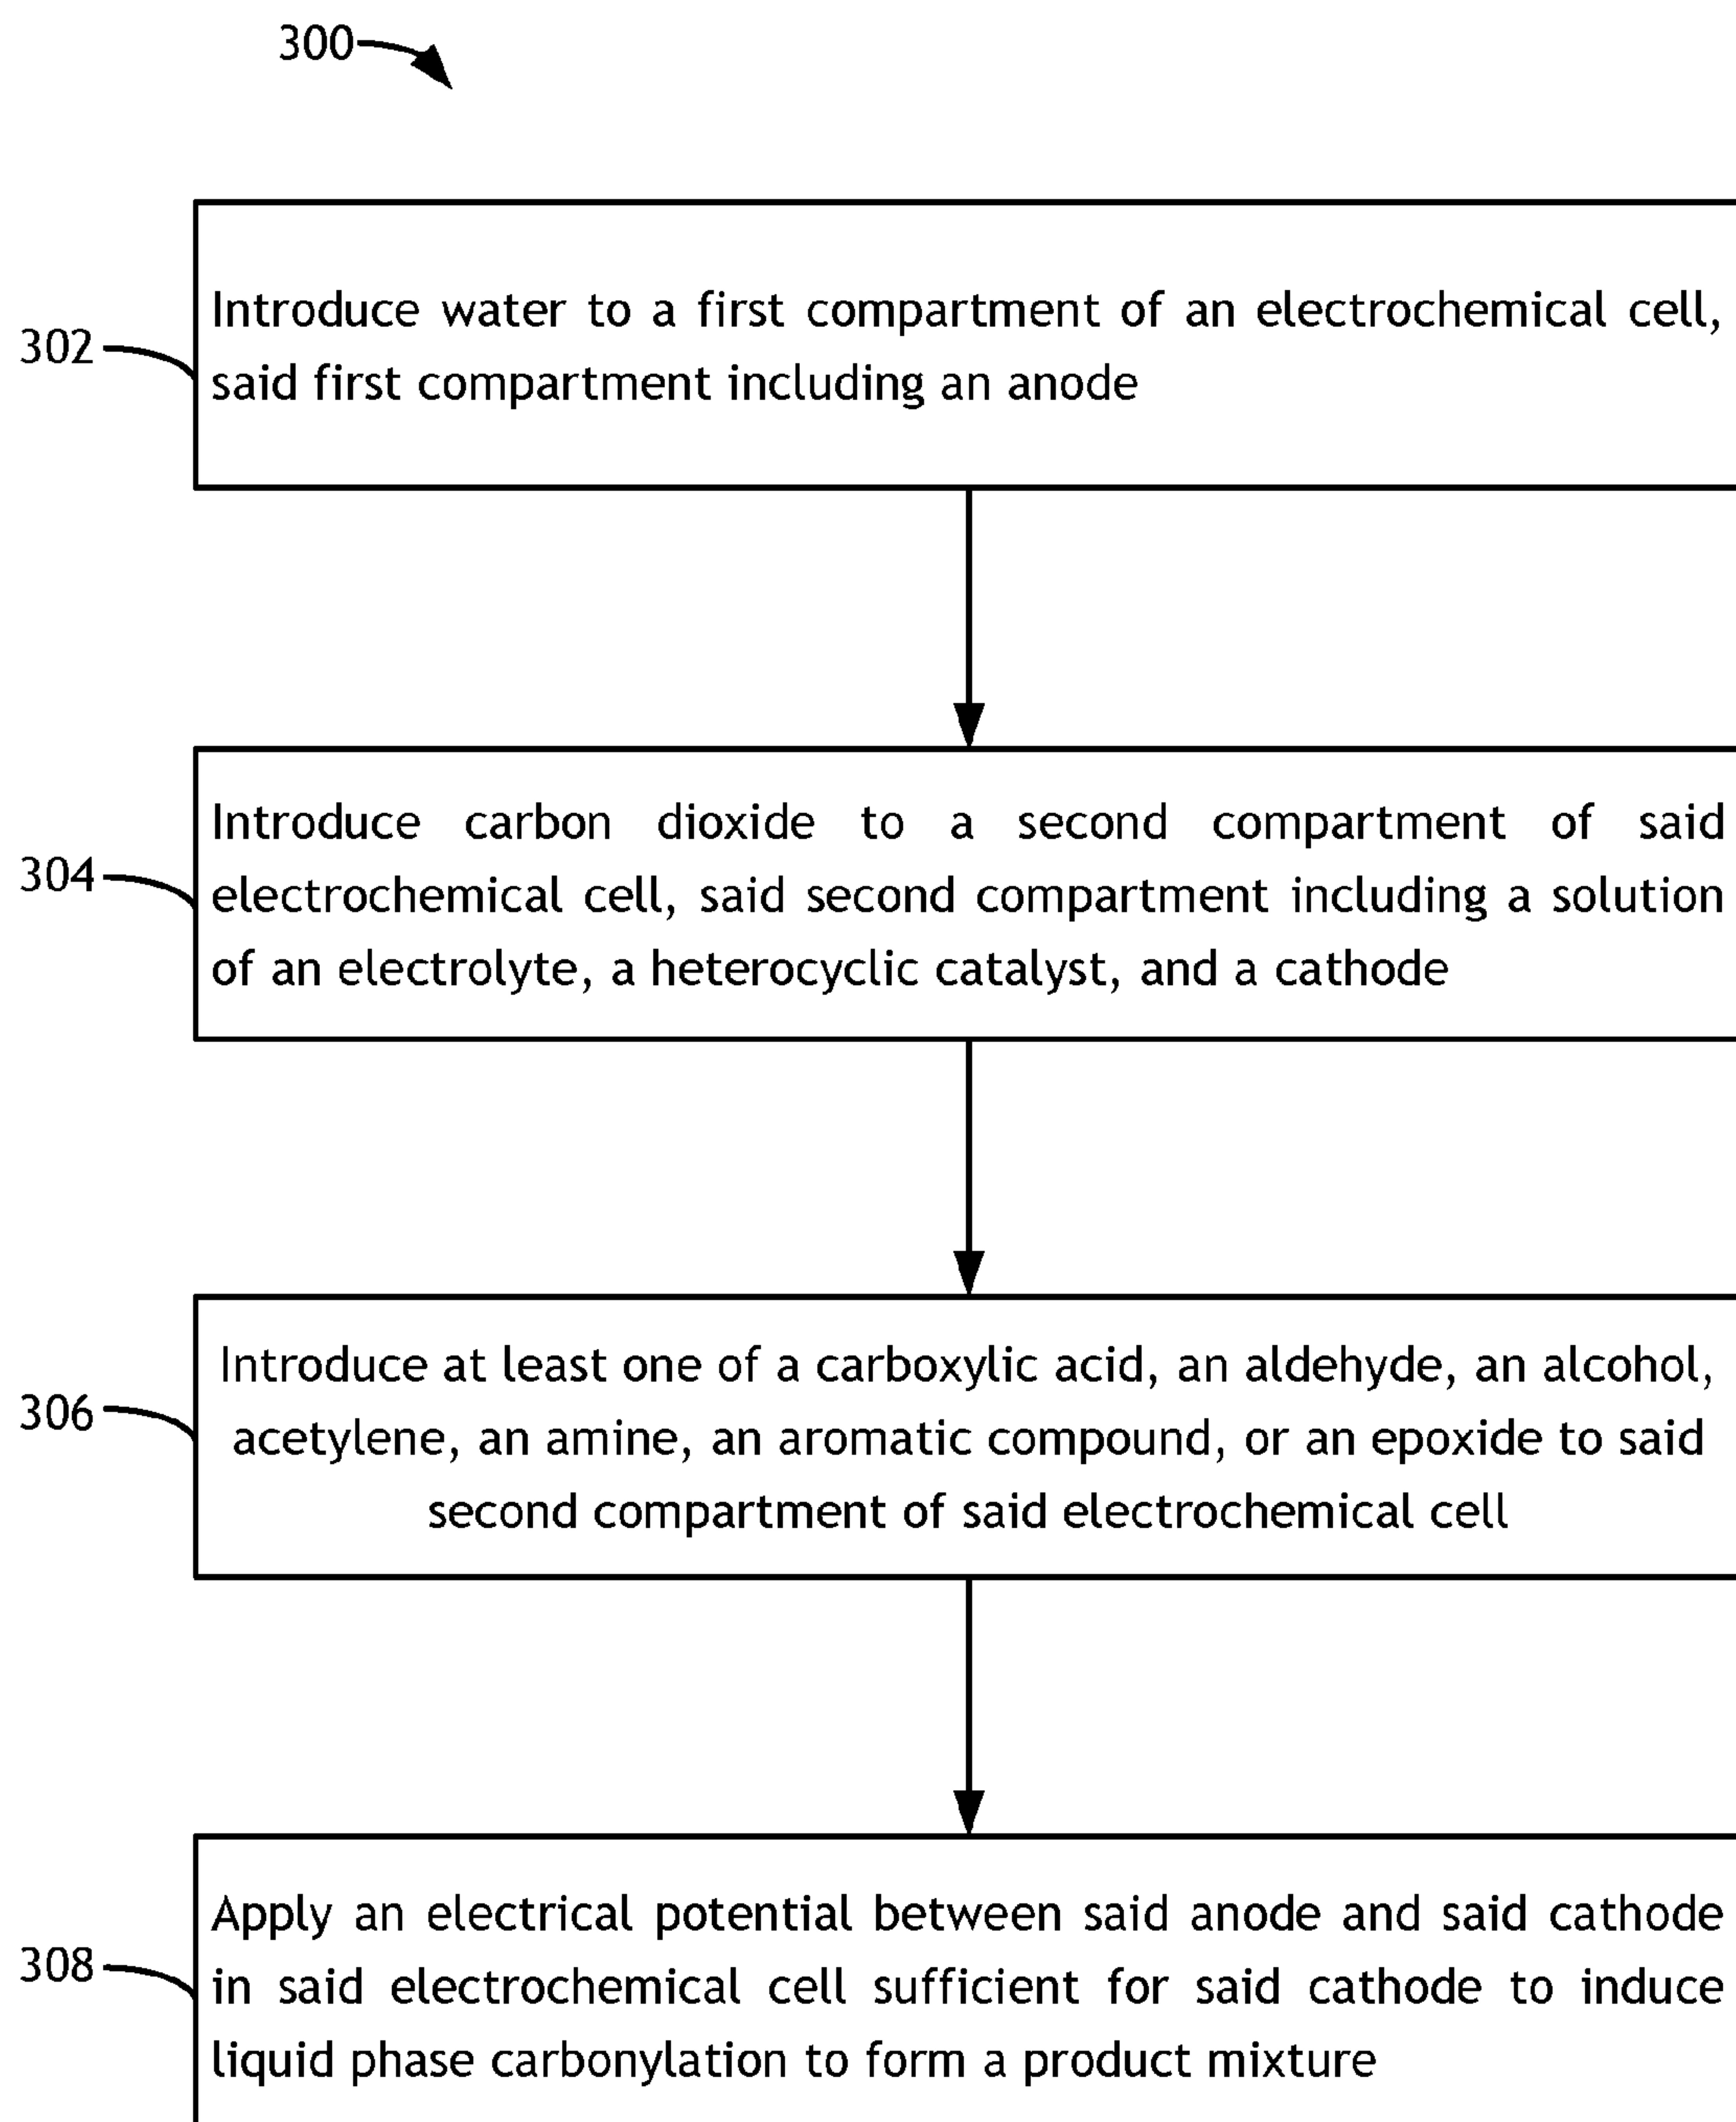 300
302
Introduce water to a first compartment of an electrochemical cell,
said first compartment including an anode
304
Introduce carbon dioxide to a second compartment of said
electrochemical cell, said second compartment including a solution
of an electrolyte, a heterocyclic catalyst, and a cathode
306
Introduce at least one of a carboxylic acid, an aldehyde, an alcohol,
acetylene, an amine, an aromatic compound, or an epoxide to said
second compartment of said electrochemical cell
308
Apply an electrical potential between said anode and said cathode
in said electrochemical cell sufficient for said cathode to induce
liquid phase carbonylation to form a product mixture